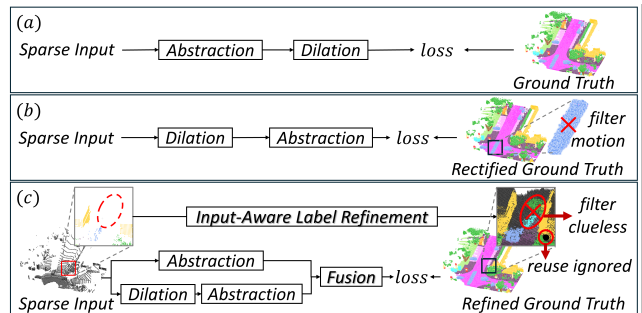 (a)
Sparse Input
Abstraction
Dilation
loss
Ground Truth
(b)
Sparse Input
Dilation
Abstraction
loss
filter
motion
Rectified Ground Truth
(c)
Input-Aware Label Refinement
filter
clueless
Abstraction
Fusion
loss
reuse ignored
Dilation
Abstraction
Sparse Input
Refined Ground Truth